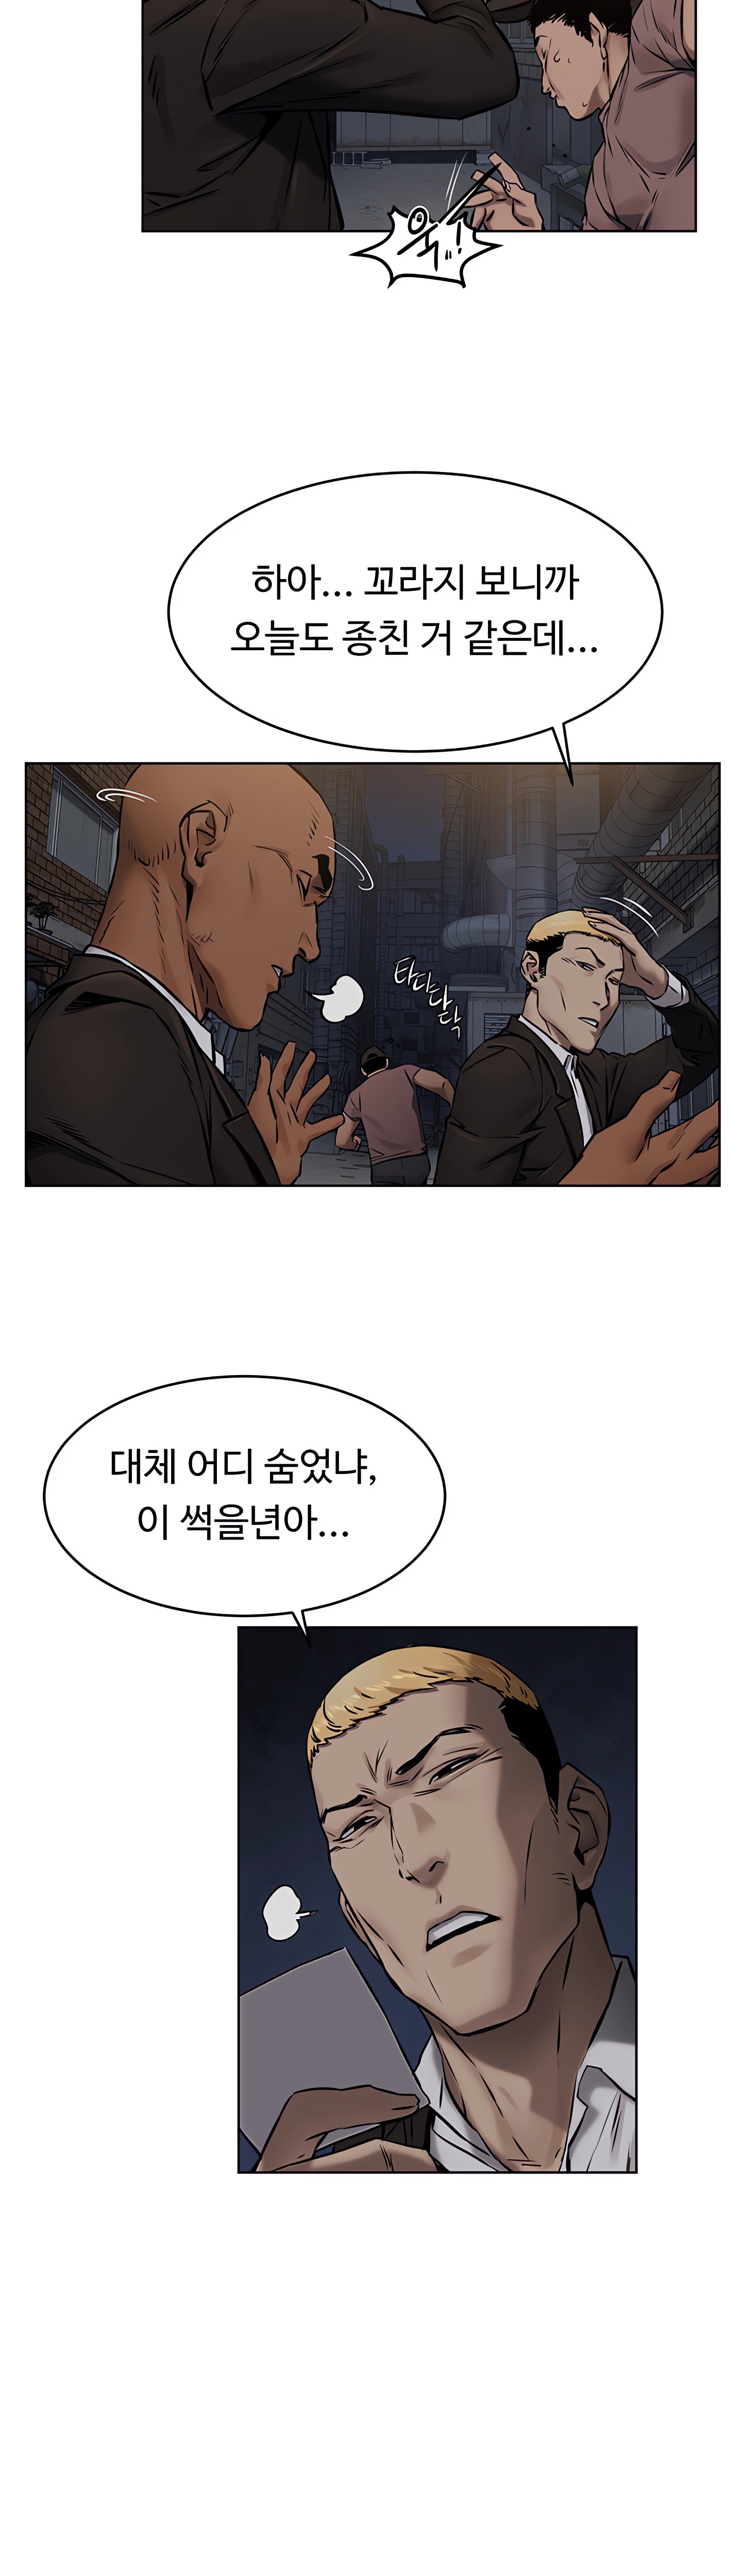 윽!
하아... 꼬라지 보니까
오늘도 종친 거 같은데...
타다다닥
대체 어디 숨었냐,
이 썩을년아...